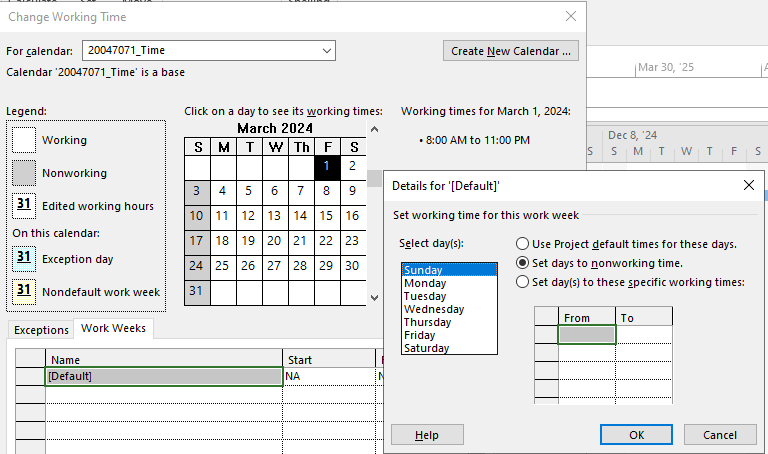 Change Working Time
For calendar: 20047071_Time
Create New Calendar ...
Calendar '20047071_Time' is a base
Mar 30, '25
Legend:
Click on a day to see its working times:
Working times for March 1, 2024:
Working
Nonworking
31 Edited working hours
On this calendar:
31 Exception day
31 Nondefault work week
March 2024
S M T W Th F S
1 2
3 4 5 6 7 8 9
10 11 12 13 14 15 16
17 18 19 20 21 22 23
24 25 26 27 28 29 30
31
• 8:00 AM to 11:00 PM
Dec 8, '24
S S M T W T F S
Details for '[Default]'
Set working time for this work week
Select day(s):
Sunday
Monday
Tuesday
Wednesday
Thursday
Friday
Saturday
Use Project default times for these days.
Set days to nonworking time.
Set day(s) to these specific working times:
From To
Help
OK
Cancel
Exceptions Work Weeks
Name Start
[Default] NA